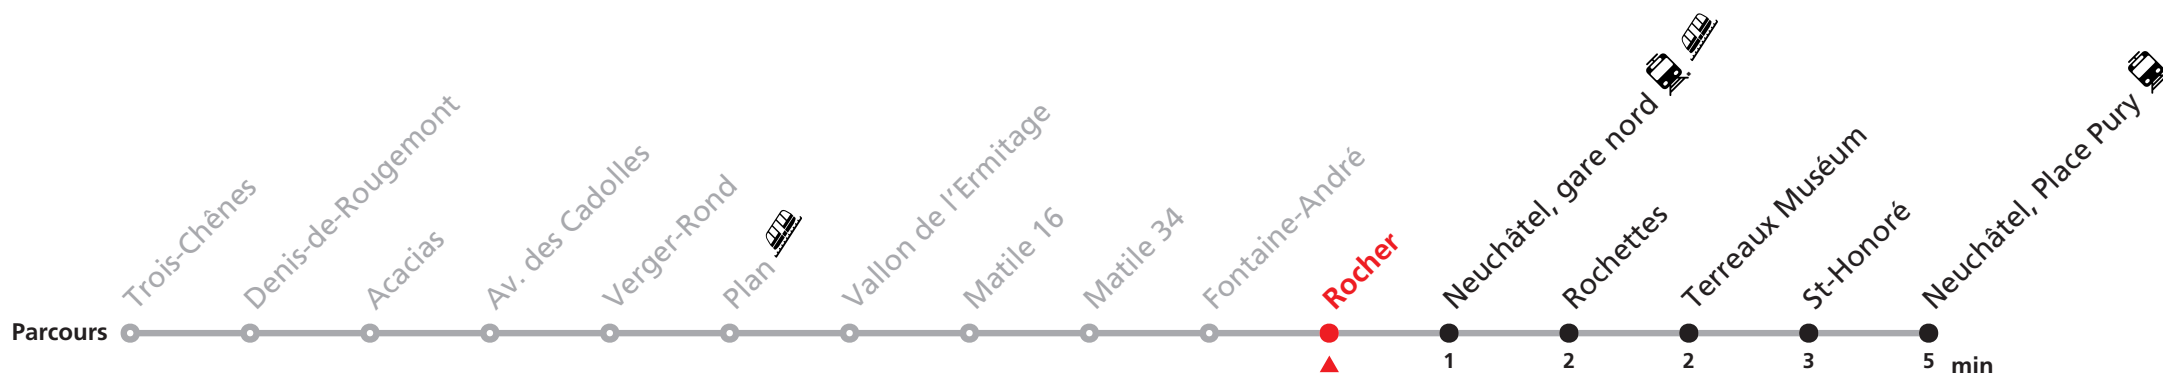 Trois-Chênes
Denis-de-Rougemont
Acacias
Av. des Cadolles
Verger-Rond
Plan
Vallon de l'Ermitage
Matile 16
Matile 34
Fontaine-André
Rocher
Neuchâtel, gare nord
Rochettes
Terreaux Muséum
St-Honoré
Neuchâtel, Place Pury
Parcours
1 2 2 3 5 min